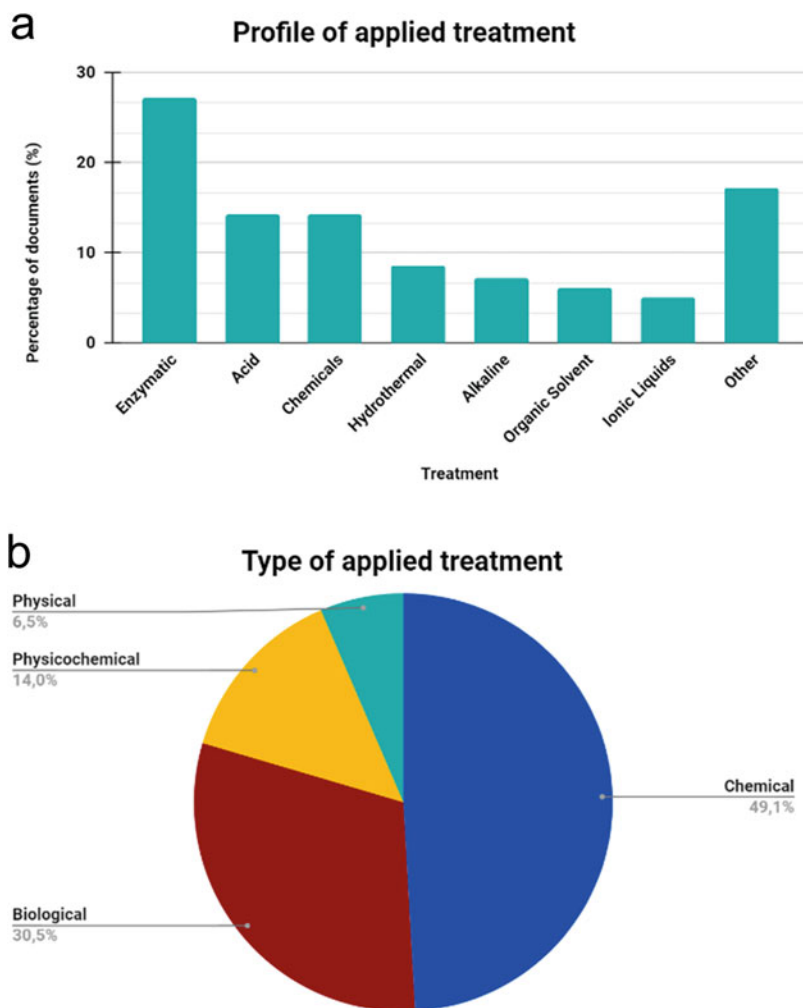 a
Profile of applied treatment
Percentage of documents (%)
30
20
10
0
Enzymatic
Acid
Chemicals
Hydrothermal
Alkaline
Organic Solvent
Ionic Liquids
Other
Treatment
b
Type of applied treatment
Physical
6,5%
Physicochemical
14,0%
Chemical
49,1%
Biological
30,5%